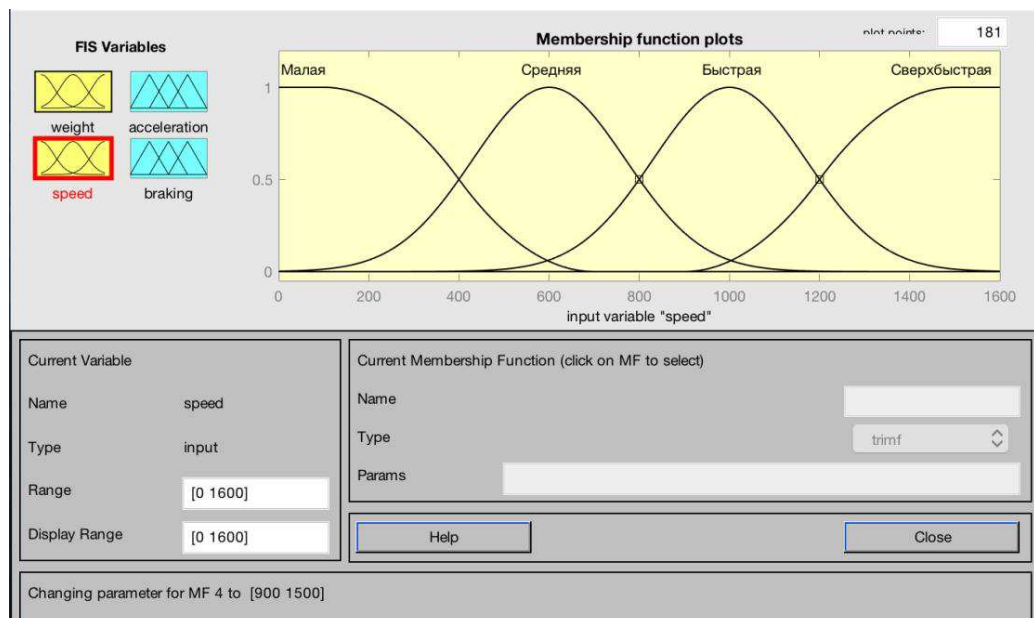 FIS Variables
weight
acceleration
speed
braking
Membership function plots
plot points:
181
Малая
Средняя
Быстрая
Сверхбыстрая
1
0.5
0
0
200
400
600
800
1000
1200
1400
1600
input variable "speed"
Current Variable
Name
speed
Type
input
Range
[0 1600]
Display Range
[0 1600]
Current Membership Function (click on MF to select)
Name
Type
trimf
Params
Help
Close
Changing parameter for MF 4 to [900 1500]